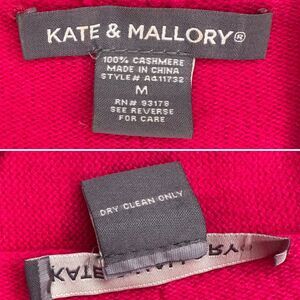 KATE & MALLORY®
100% CASHMERE
MADE IN CHINA
STYLE# A411732
M
RN# 93178
SEE REVERSE
FOR CARE
DRY CLEAN ONLY